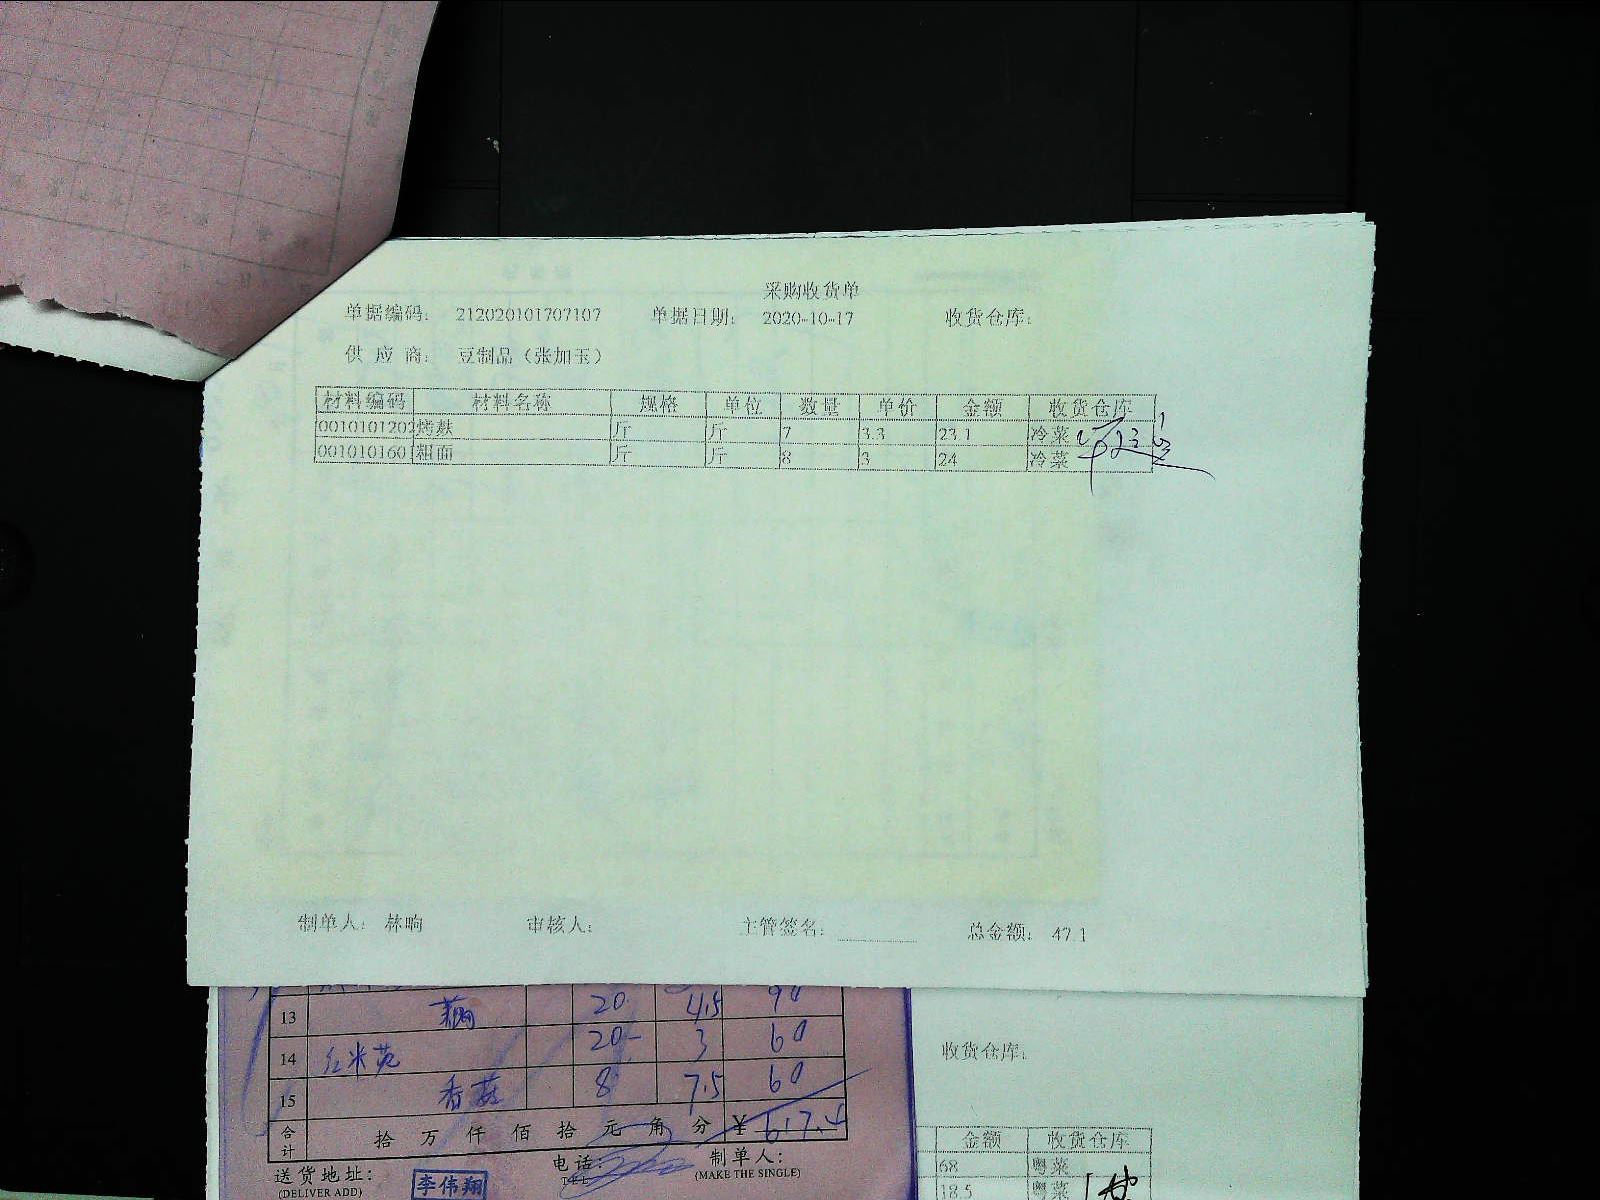 采购收货单
单据编码: 212020101707107 单据日期: 2020-10-17 收货仓库:
供 应 商: 豆制品（张加玉）
材料编码 材料名称 规格 单位 数量 单价 金额 收货仓库
0010101202 烤麸 斤 斤 7 3.3 23.1 冷菜
001010160 粗面 斤 斤 8 3 24 冷菜
制单人: 林晌 审核人: 主管签名: 总金额: 47.1
13 20 4.5 90
14 红米苋 20 3 60
15 香菇 8 7.5 60
合计 拾 万 仟 佰 拾 元 角 分 ¥ 617.4
送货地址: 电话: 制单人:
(DELIVER ADD) TEL (MAKE THE SINGLE)
李伟翔
收货仓库:
金额 收货仓库
68 粤菜
18.5 粤菜